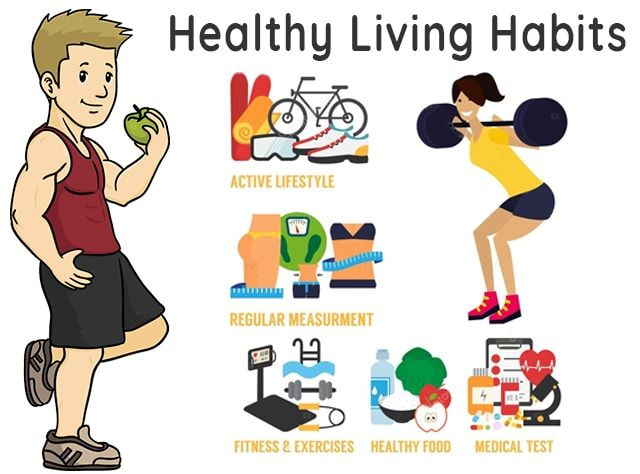 Healthy Living Habits
ACTIVE LIFESTYLE
REGULAR MEASURMENT
FITNESS & EXERCISES
HEALTHY FOOD
MEDICAL TEST